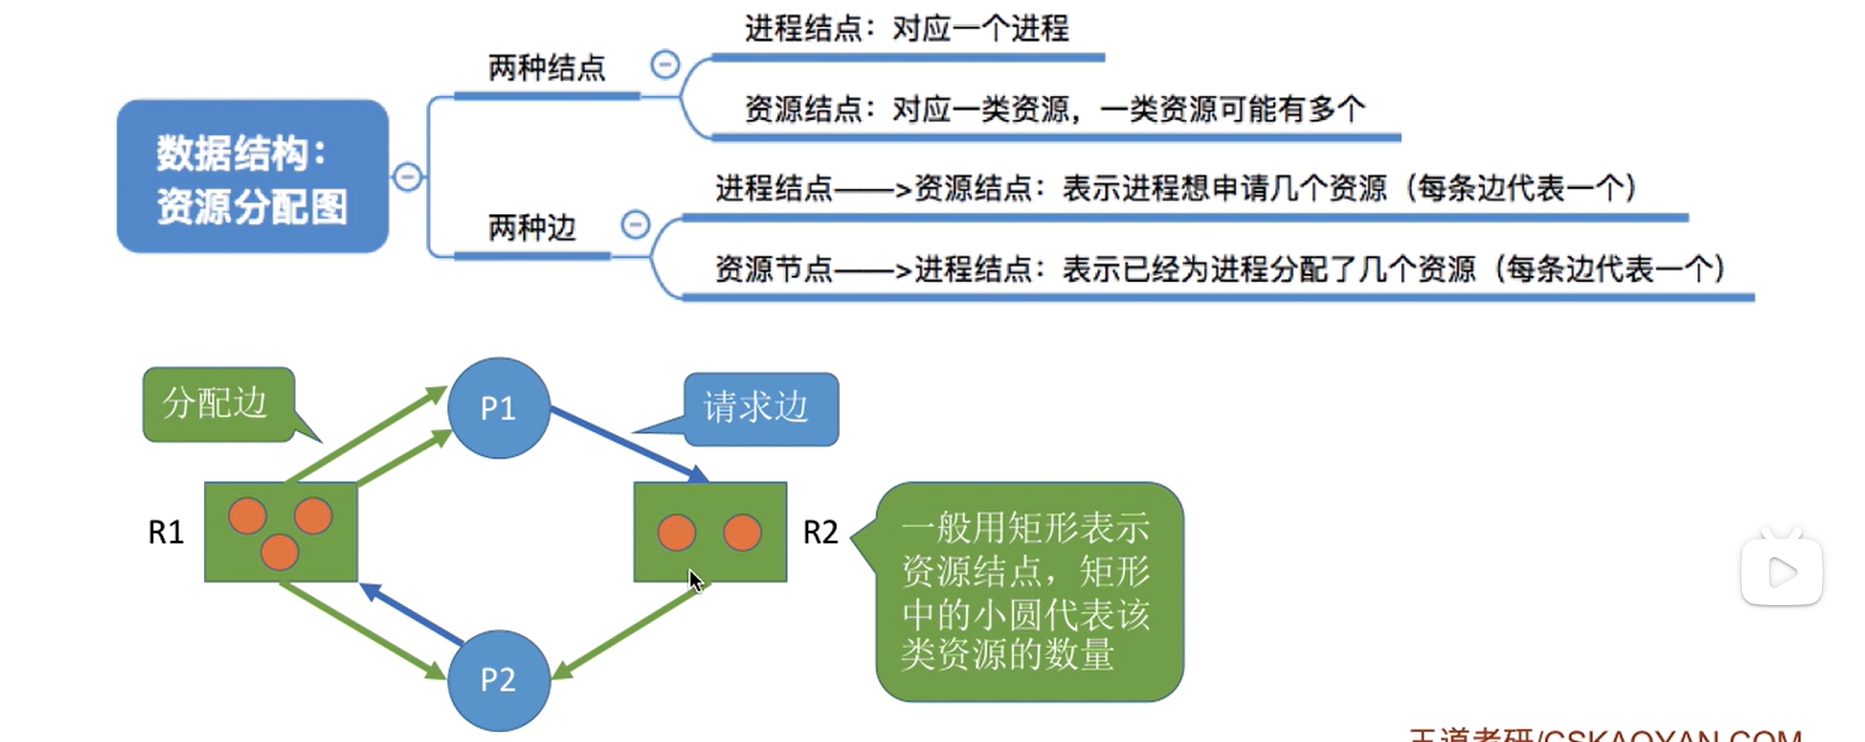 数据结构：
资源分配图
两种结点
进程结点：对应一个进程
资源结点：对应一类资源，一类资源可能有多个
两种边
进程结点——>资源结点：表示进程想申请几个资源（每条边代表一个）
资源节点——>进程结点：表示已经为进程分配了几个资源（每条边代表一个）
分配边
P1
请求边
R1
R2
一般用矩形表示
资源结点，矩形
中的小圆代表该
类资源的数量
P2
王道考研/CSKAOYAN.COM